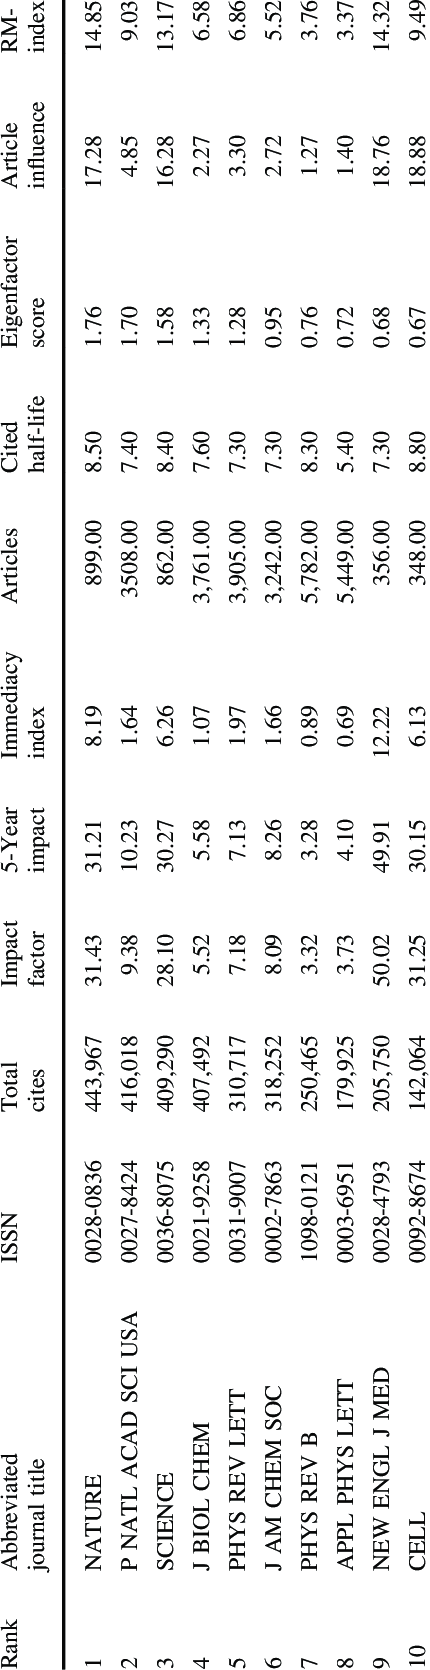 Rank Abbreviated journal title ISSN Total cites Impact factor 5-Year impact Immediacy index Articles Cited half-life Eigenfactor score Article influence RM-index
1 NATURE 0028-0836 443,967 31.43 31.21 8.19 899.00 8.50 1.76 17.28 14.85
2 P NATL ACAD SCI USA 0027-8424 416,018 9.38 10.23 1.64 3508.00 7.40 1.70 4.85 9.03
3 SCIENCE 0036-8075 409,290 28.10 30.27 6.26 862.00 8.40 1.58 16.28 13.17
4 J BIOL CHEM 0021-9258 407,492 5.52 5.58 1.07 3,761.00 7.60 1.33 2.27 6.58
5 PHYS REV LETT 0031-9007 310,717 7.18 7.13 1.97 3,905.00 7.30 1.28 3.30 6.86
6 J AM CHEM SOC 0002-7863 318,252 8.09 8.26 1.66 3,242.00 7.30 0.95 2.72 5.52
7 PHYS REV B 1098-0121 250,465 3.32 3.28 0.89 5,782.00 8.30 0.76 1.27 3.76
8 APPL PHYS LETT 0003-6951 179,925 3.73 4.10 0.69 5,449.00 5.40 0.72 1.40 3.37
9 NEW ENGL J MED 0028-4793 205,750 50.02 49.91 12.22 356.00 7.30 0.68 18.76 14.32
10 CELL 0092-8674 142,064 31.25 30.15 6.13 348.00 8.80 0.67 18.88 9.49